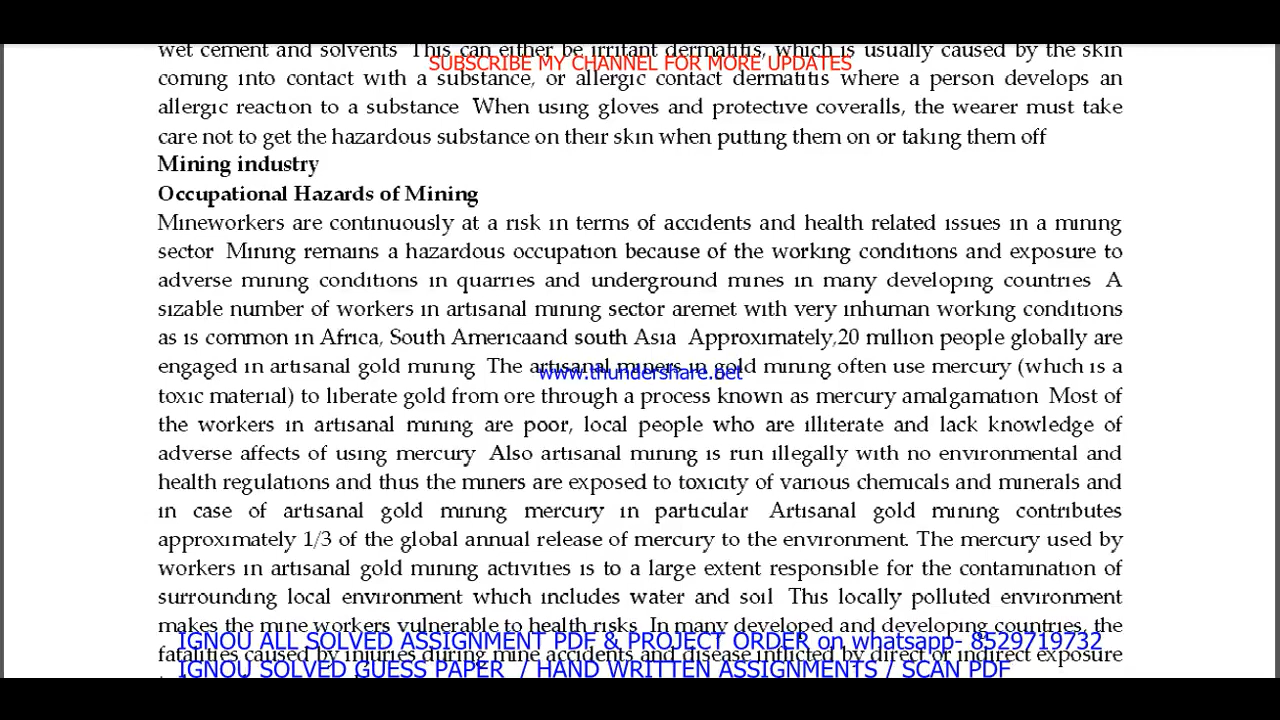 wet cement and solvents This can either be irritant dermatitis, which is usually caused by the skin
SUBSCRIBE MY CHANNEL FOR MORE UPDATES
coming into contact with a substance, or allergic contact dermatitis where a person develops an
allergic reaction to a substance When using gloves and protective coveralls, the wearer must take
care not to get the hazardous substance on their skin when putting them on or taking them off
Mining industry
Occupational Hazards of Mining
Mineworkers are continuously at a risk in terms of accidents and health related issues in a mining
sector Mining remains a hazardous occupation because of the working conditions and exposure to
adverse mining conditions in quarries and underground mines in many developing countries A
sizable number of workers in artisanal mining sector aremet with very inhuman working conditions
as is common in Africa, South Americaand south Asia Approximately,20 million people globally are
engaged in artisanal gold mining The artisanal miners in gold mining often use mercury (which is a
www.thundershare.net
toxic material) to liberate gold from ore through a process known as mercury amalgamation Most of
the workers in artisanal mining are poor, local people who are illiterate and lack knowledge of
adverse affects of using mercury Also artisanal mining is run illegally with no environmental and
health regulations and thus the miners are exposed to toxicity of various chemicals and minerals and
in case of artisanal gold mining mercury in particular Artisanal gold mining contributes
approximately 1/3 of the global annual release of mercury to the environment. The mercury used by
workers in artisanal gold mining activities is to a large extent responsible for the contamination of
surrounding local environment which includes water and soil This locally polluted environment
makes the mine workers vulnerable to health risks In many developed and developing countries, the
IGNOU ALL SOLVED ASSIGNMENT PDF & PROJECT ORDER on whatsapp- 8529719732
fatalities caused by injuries during mine accidents and disease inflicted by direct or indirect exposure
IGNOU SOLVED GUESS PAPER / HAND WRITTEN ASSIGNMENTS / SCAN PDF